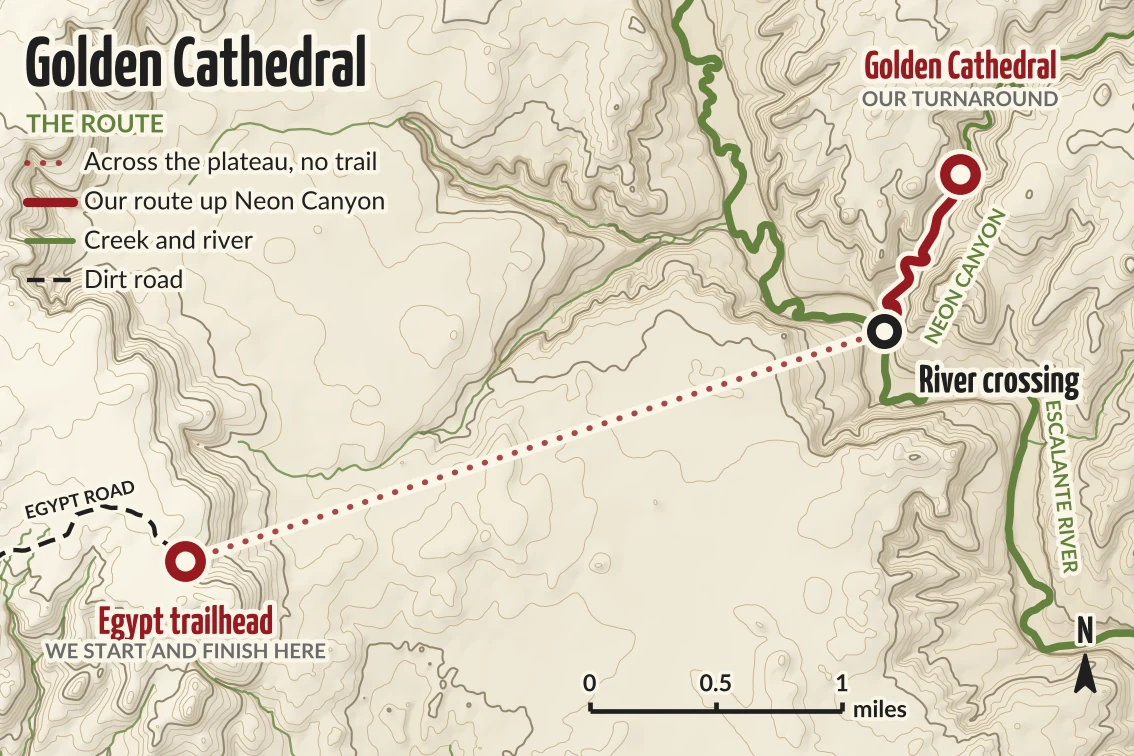 Golden Cathedral
THE ROUTE
Across the plateau, no trail
Our route up Neon Canyon
Creek and river
Dirt road
Golden Cathedral
OUR TURNAROUND
NEON CANYON
River crossing
ESCALANTE RIVER
EGYPT ROAD
Egypt trailhead
WE START AND FINISH HERE
N
0 0.5 1
miles